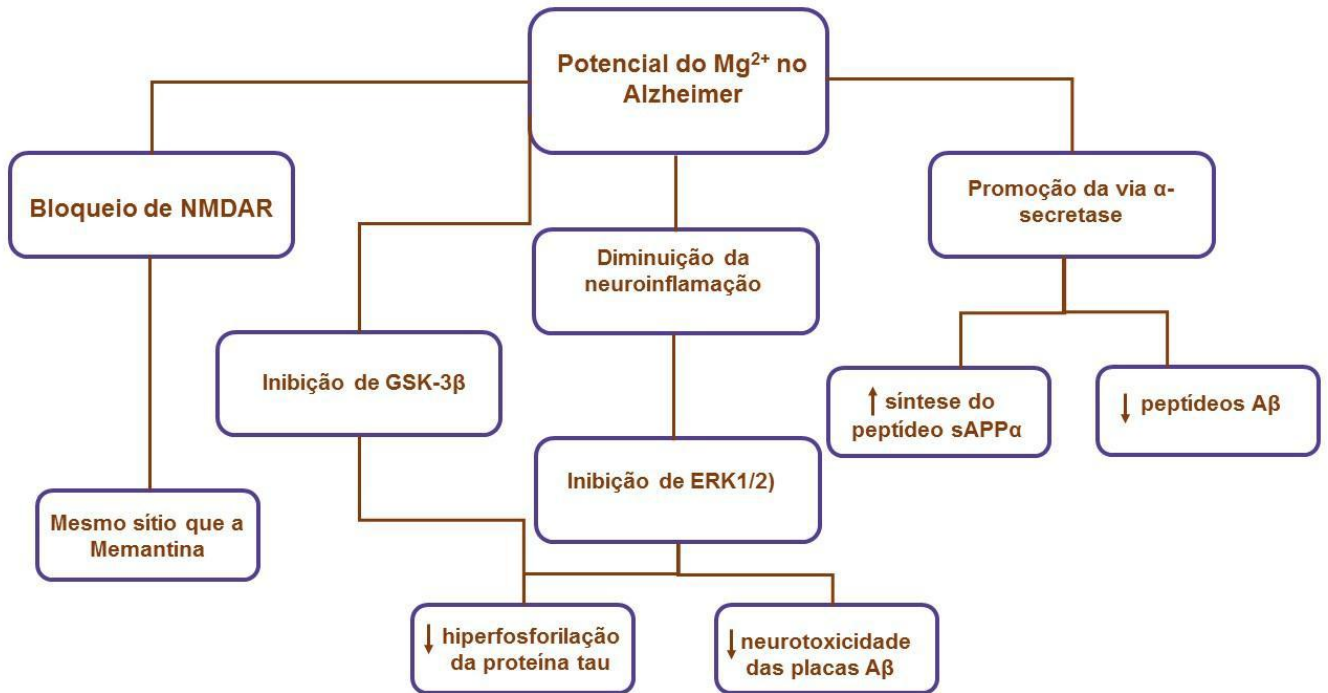 Potencial do Mg²⁺ no
Alzheimer
Bloqueio de NMDAR
Promoção da via α-
secretase
Diminuição da
neuroinflamação
Inibição de GSK-3β
↑ síntese do
peptídeo sAPPα
↓ peptídeos Aβ
Inibição de ERK1/2)
Mesmo sítio que a
Memantina
↓ hiperfosforilação
da proteína tau
↓ neurotoxicidade
das placas Aβ